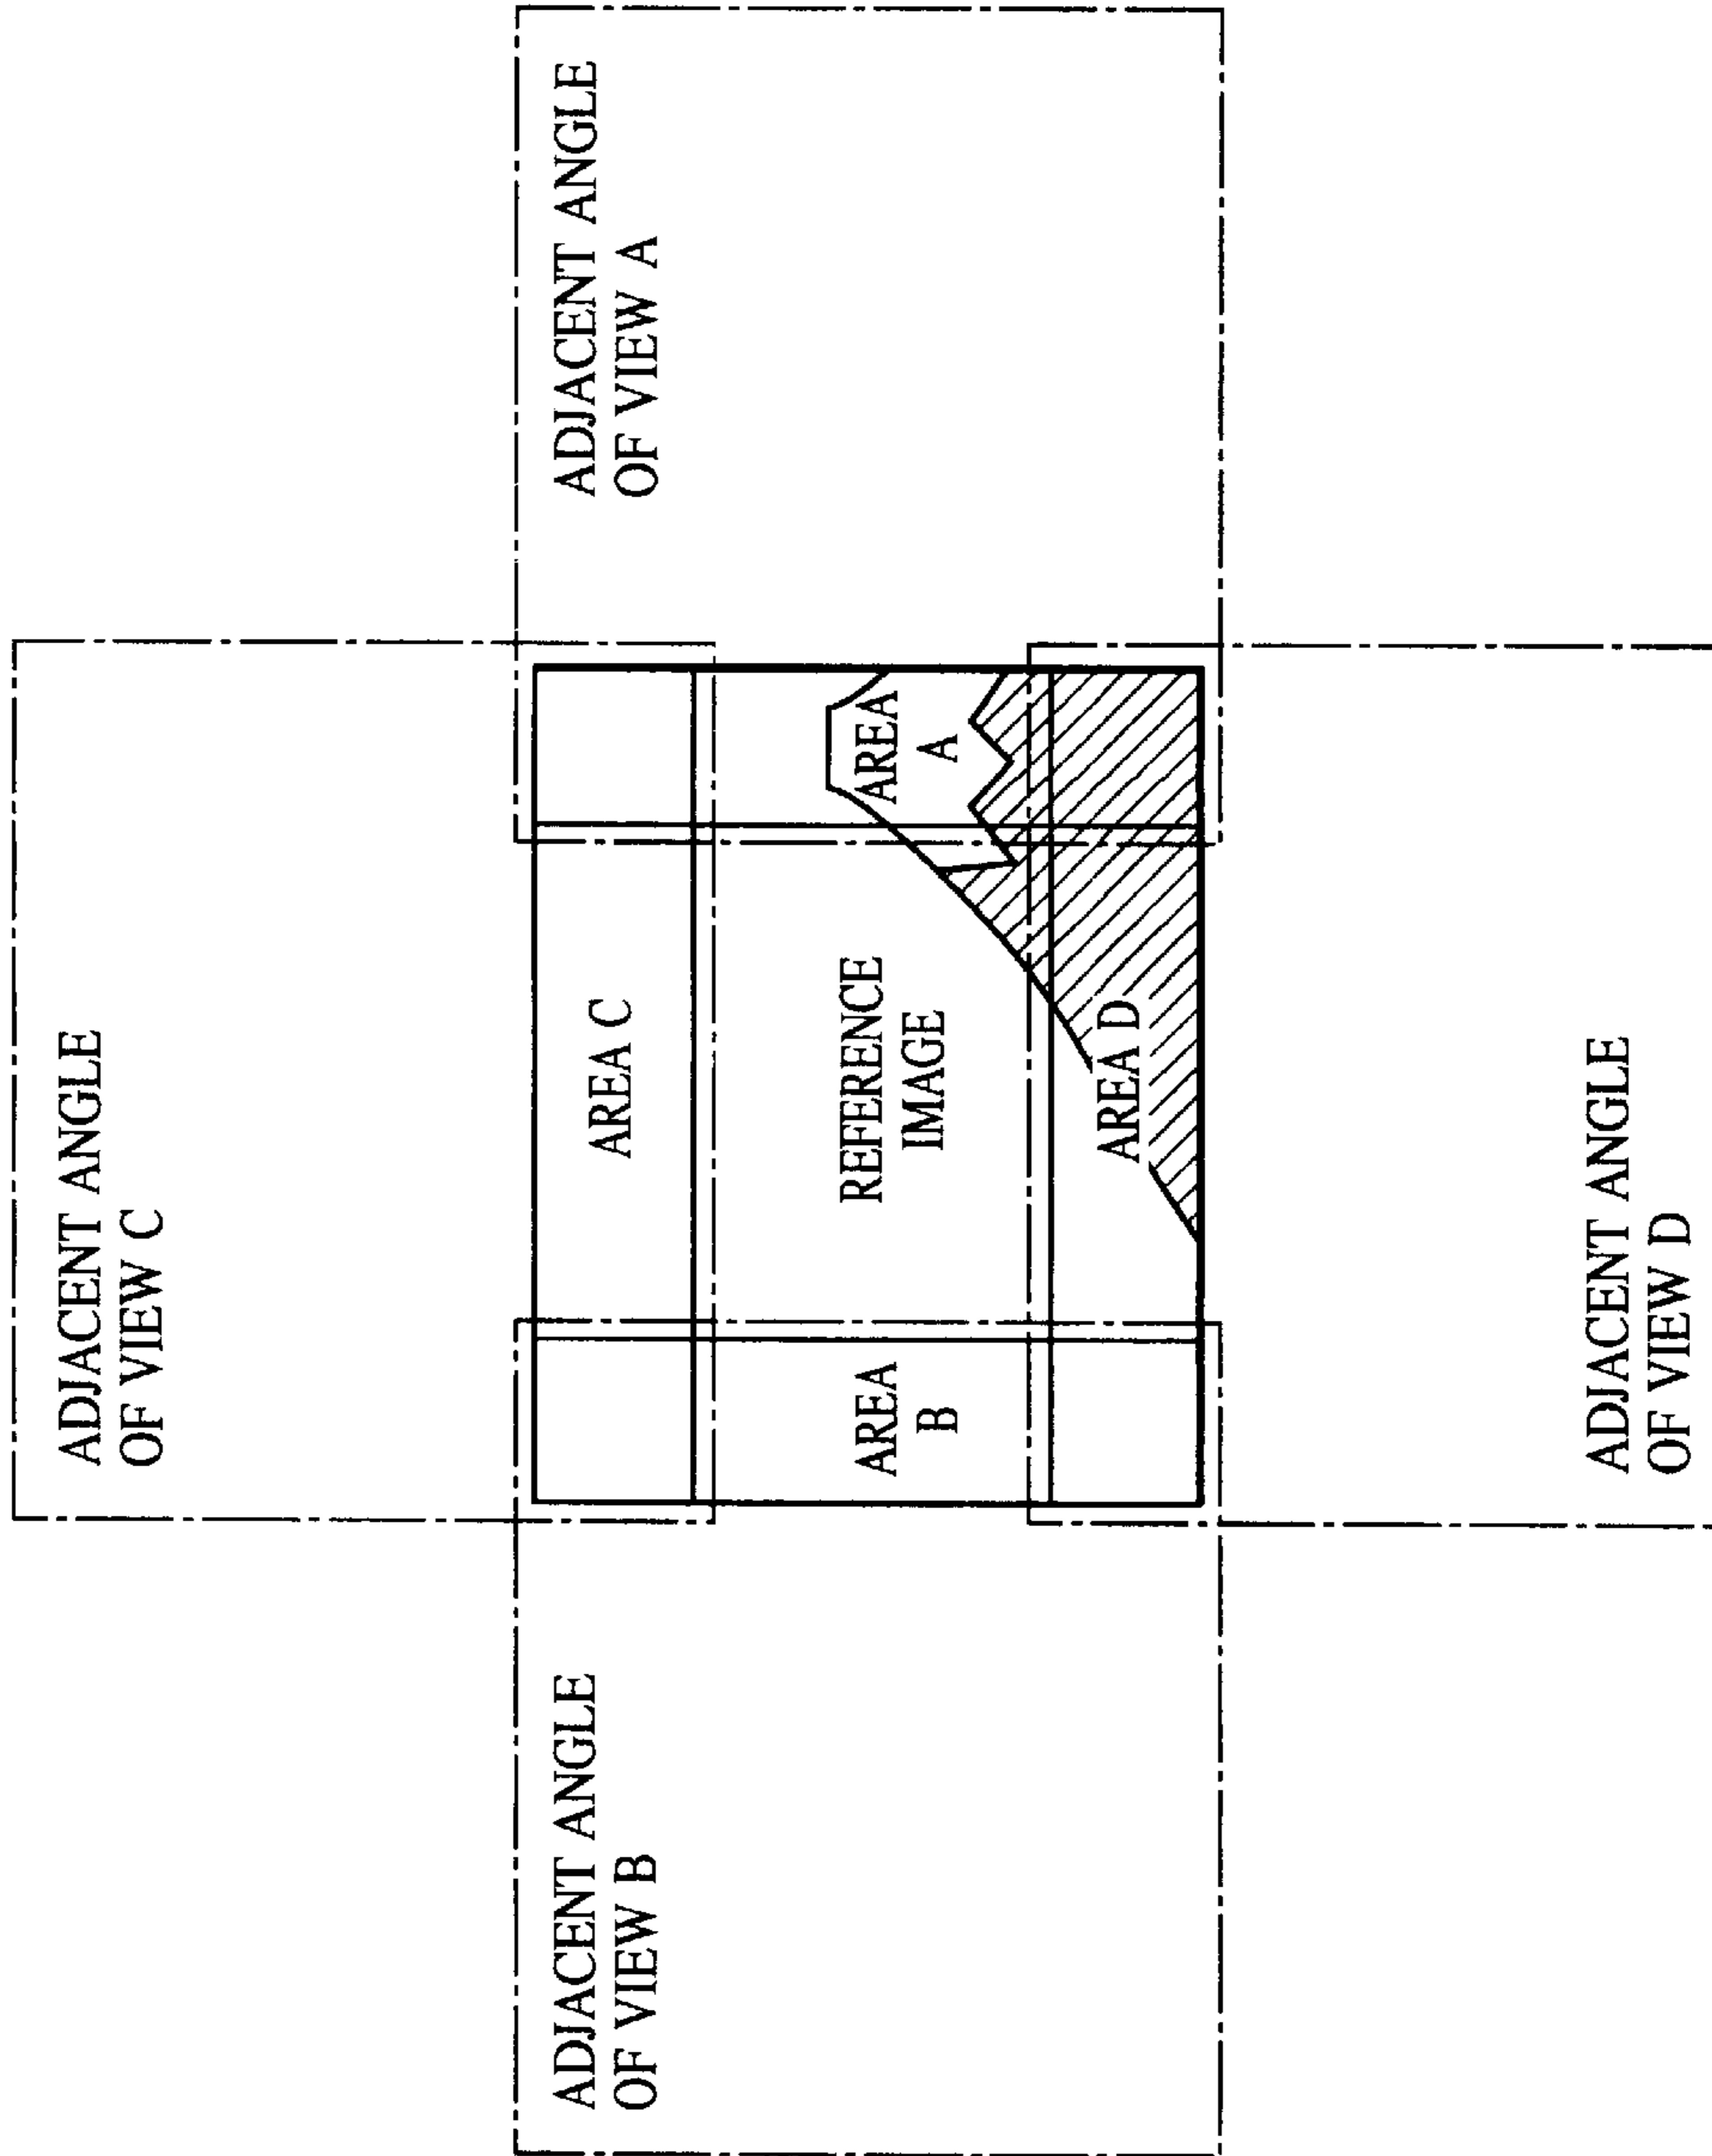 ADJACENT ANGLE
OF VIEW C
ADJACENT ANGLE
OF VIEW B
AREA C
ADJACENT ANGLE
OF VIEW A
AREA
B
REFERENCE
IMAGE
AREA
A
AREA D
ADJACENT ANGLE
OF VIEW D